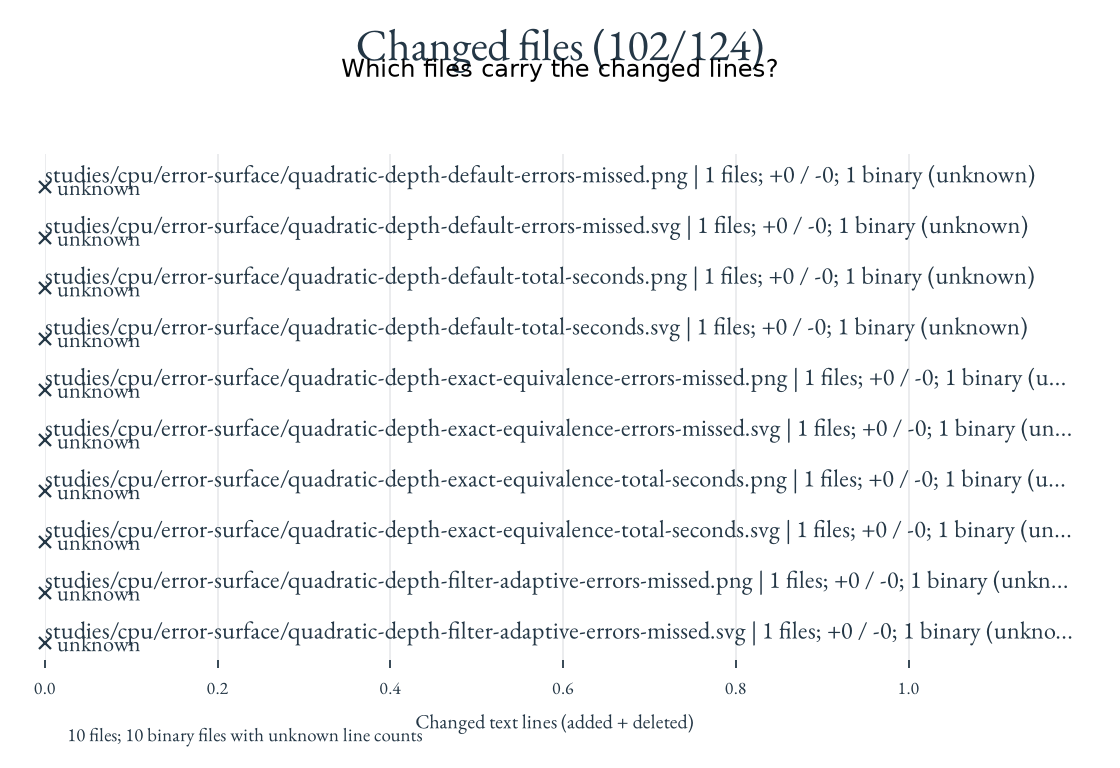 Changed files (102/124)
Which files carry the changed lines?
studies/cpu/error-surface/quadratic-depth-default-errors-missed.png | 1 files; +0 / -0; 1 binary (unknown)
unknown
studies/cpu/error-surface/quadratic-depth-default-errors-missed.svg | 1 files; +0 / -0; 1 binary (unknown)
unknown
studies/cpu/error-surface/quadratic-depth-default-total-seconds.png | 1 files; +0 / -0; 1 binary (unknown)
unknown
studies/cpu/error-surface/quadratic-depth-default-total-seconds.svg | 1 files; +0 / -0; 1 binary (unknown)
unknown
studies/cpu/error-surface/quadratic-depth-exact-equivalence-errors-missed.png | 1 files; +0 / -0; 1 binary (u...
unknown
studies/cpu/error-surface/quadratic-depth-exact-equivalence-errors-missed.svg | 1 files; +0 / -0; 1 binary (un...
unknown
studies/cpu/error-surface/quadratic-depth-exact-equivalence-total-seconds.png | 1 files; +0 / -0; 1 binary (u...
unknown
studies/cpu/error-surface/quadratic-depth-exact-equivalence-total-seconds.svg | 1 files; +0 / -0; 1 binary (un...
unknown
studies/cpu/error-surface/quadratic-depth-filter-adaptive-errors-missed.png | 1 files; +0 / -0; 1 binary (unkn...
unknown
studies/cpu/error-surface/quadratic-depth-filter-adaptive-errors-missed.svg | 1 files; +0 / -0; 1 binary (unkno...
unknown
0.0 0.2 0.4 0.6 0.8 1.0
Changed text lines (added + deleted)
10 files; 10 binary files with unknown line counts